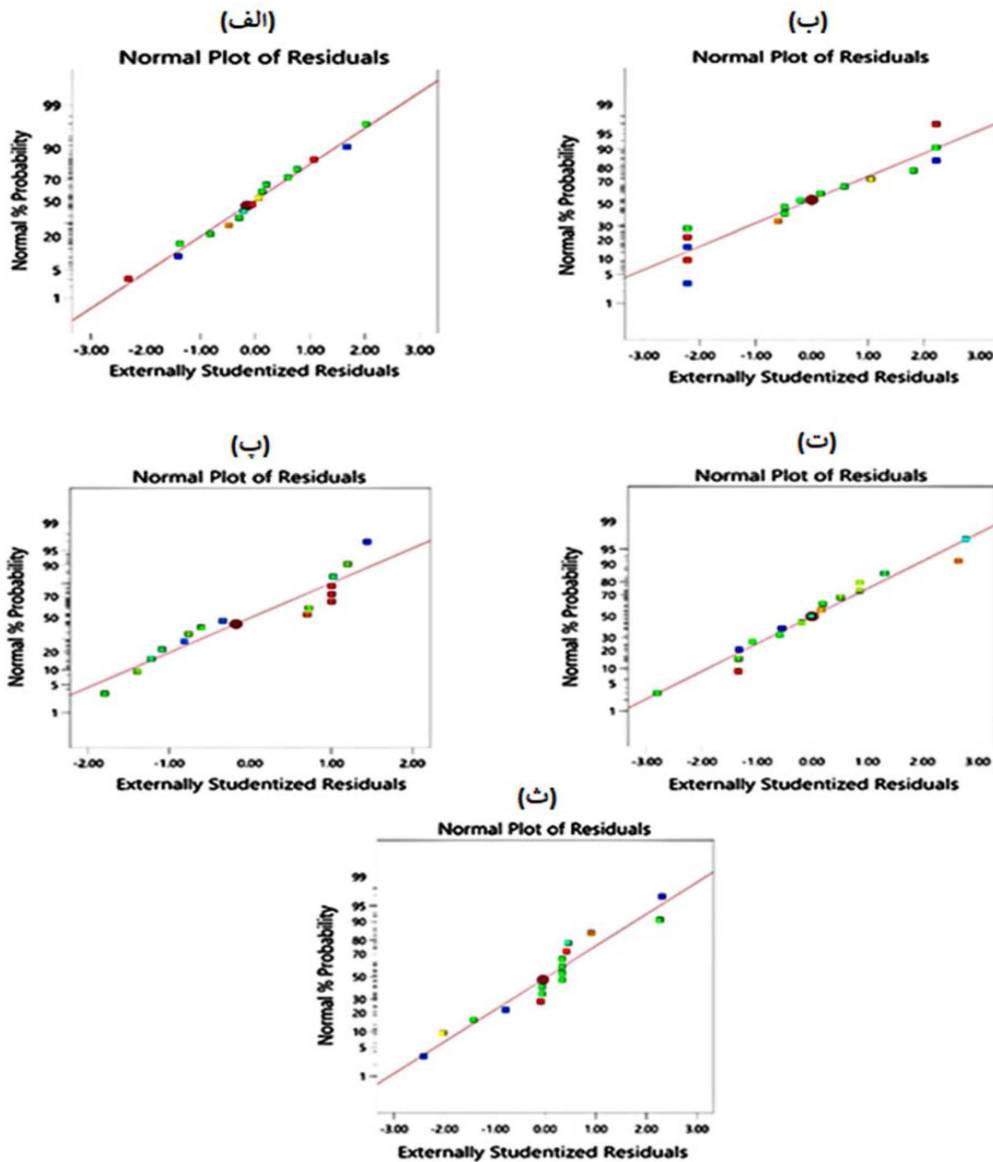 (الف)
Normal Plot of Residuals
Normal % Probability
99
90
70
50
20
5
1
-3.00 -2.00 -1.00 0.00 1.00 2.00 3.00
Externally Studentized Residuals
(ب)
Normal Plot of Residuals
Normal % Probability
99
95
90
80
70
50
30
20
10
5
1
-3.00 -2.00 -1.00 0.00 1.00 2.00 3.00
Externally Studentized Residuals
(پ)
Normal Plot of Residuals
Normal % Probability
99
95
90
70
50
20
10
5
1
-2.00 -1.00 0.00 1.00 2.00
Externally Studentized Residuals
(ت)
Normal Plot of Residuals
Normal % Probability
99
95
90
80
70
50
30
20
10
5
1
-3.00 -2.00 -1.00 0.00 1.00 2.00 3.00
Externally Studentized Residuals
(ث)
Normal Plot of Residuals
Normal % Probability
99
95
90
80
70
50
30
20
10
5
1
-3.00 -2.00 -1.00 0.00 1.00 2.00 3.00
Externally Studentized Residuals